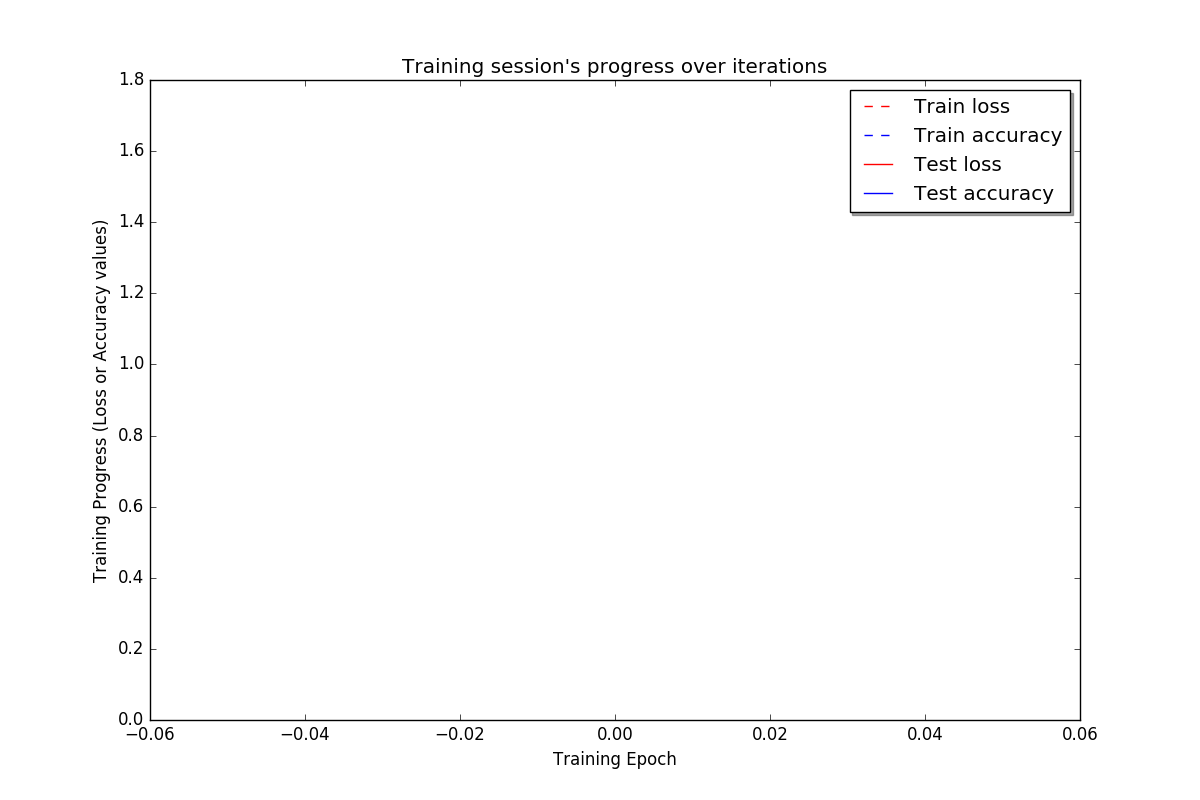 Training session's progress over iterations
Train loss
Train accuracy
Test loss
Test accuracy
Training Progress (Loss or Accuracy values)
1.8
1.6
1.4
1.2
1.0
0.8
0.6
0.4
0.2
0.0
−0.06 −0.04 −0.02 0.00 0.02 0.04 0.06
Training Epoch